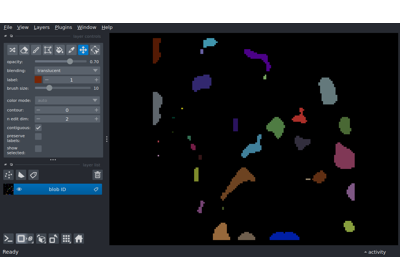 File View Layers Plugins Window Help
opacity: 0.70
blending: translucent
label: 1
brush size: 10
color mode:
contour: 0
n edit dim: 2
contiguous:
preserve labels:
show selected:
blob ID
Ready
activity